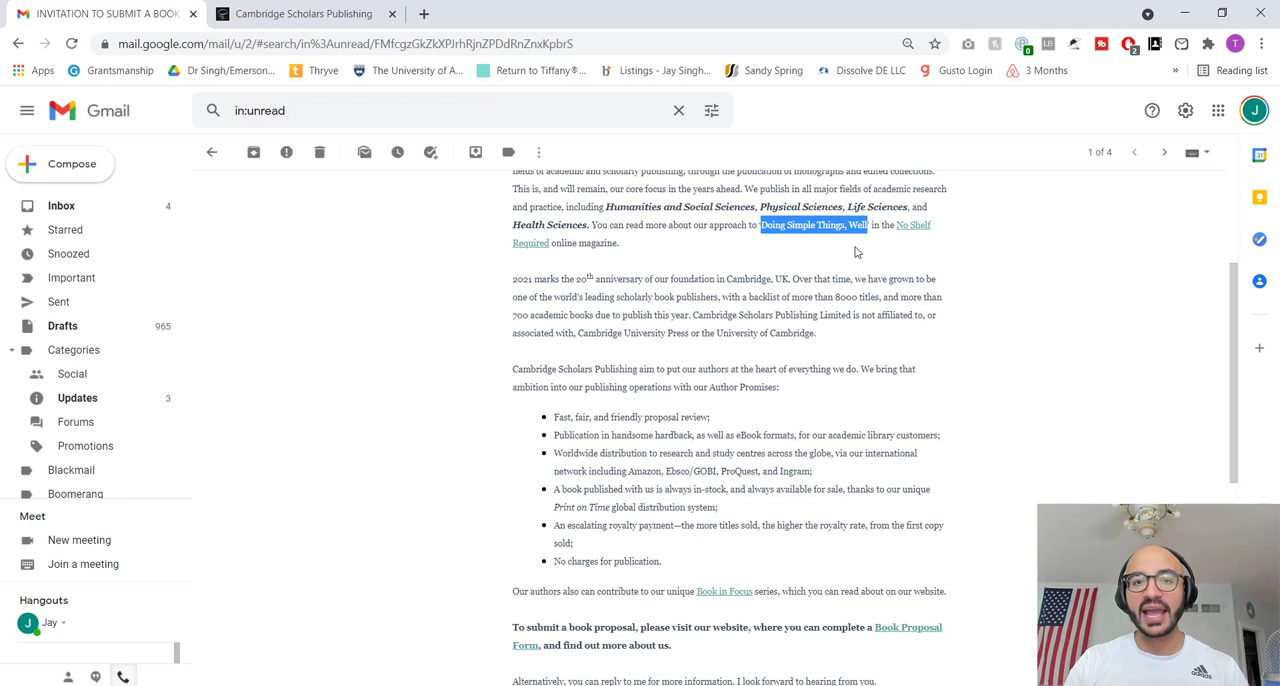 INVITATION TO SUBMIT A BOOK
Cambridge Scholars Publishing
mail.google.com/mail/u/2/#search/in%3Aunread/FMfcgzGkZkXPJrhRjnZPDdRnZnxKpbrS
Apps
Grantsmanship
Dr Singh/Emerson...
Thryve
The University of A...
Return to Tiffany®...
Listings - Jay Singh...
Sandy Spring
Dissolve DE LLC
Gusto Login
3 Months
»
Reading list
Gmail
in:unread
J
Compose
1 of 4
Inbox 4
Starred
Snoozed
Important
Sent
Drafts 965
Categories
Social
Updates 3
Forums
Promotions
Blackmail
Boomerang
Meet
New meeting
Join a meeting
Hangouts
Jay
fields of academic and scholarly publishing, through the publication of monographs and edited collections.
This is, and will remain, our core focus in the years ahead. We publish in all major fields of academic research
and practice, including Humanities and Social Sciences, Physical Sciences, Life Sciences, and
Health Sciences. You can read more about our approach to 'Doing Simple Things, Well' in the No Shelf
Required online magazine.
2021 marks the 20th anniversary of our foundation in Cambridge, UK. Over that time, we have grown to be
one of the world's leading scholarly book publishers, with a backlist of more than 8000 titles, and more than
700 academic books due to publish this year. Cambridge Scholars Publishing Limited is not affiliated to, or
associated with, Cambridge University Press or the University of Cambridge.
Cambridge Scholars Publishing aim to put our authors at the heart of everything we do. We bring that
ambition into our publishing operations with our Author Promises:
• Fast, fair, and friendly proposal review;
• Publication in handsome hardback, as well as eBook formats, for our academic library customers;
• Worldwide distribution to research and study centres across the globe, via our international
network including Amazon, Ebsco/GOBI, ProQuest, and Ingram;
• A book published with us is always in-stock, and always available for sale, thanks to our unique
Print on Time global distribution system;
• An escalating royalty payment—the more titles sold, the higher the royalty rate, from the first copy
sold;
• No charges for publication.
Our authors also can contribute to our unique Book in Focus series, which you can read about on our website.
To submit a book proposal, please visit our website, where you can complete a Book Proposal
Form, and find out more about us.
Alternatively, you can reply to me for more information. I look forward to hearing from you.
adidas